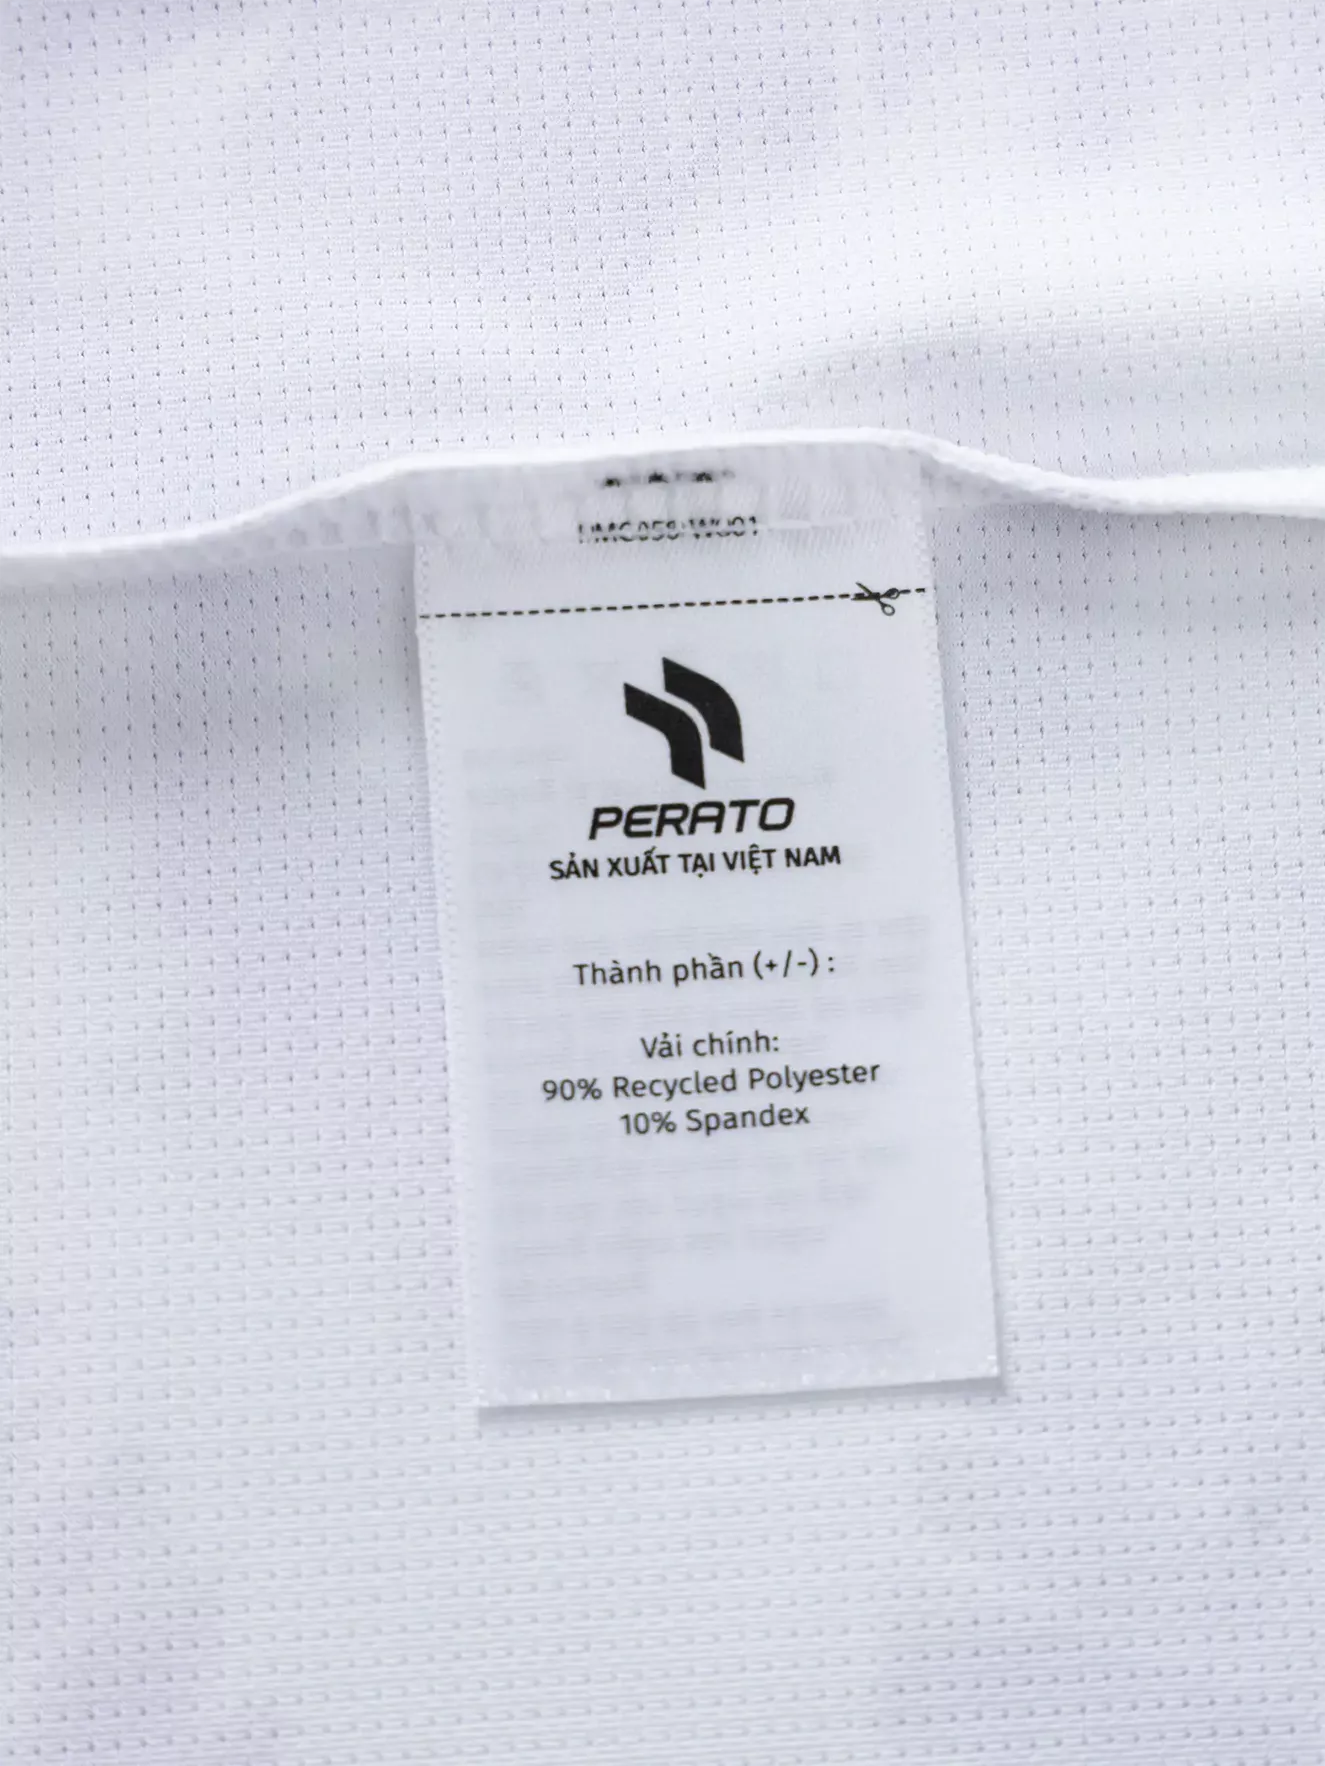 PERATO
SẢN XUẤT TẠI VIỆT NAM
Thành phần (+/-) :
Vải chính:
90% Recycled Polyester
10% Spandex